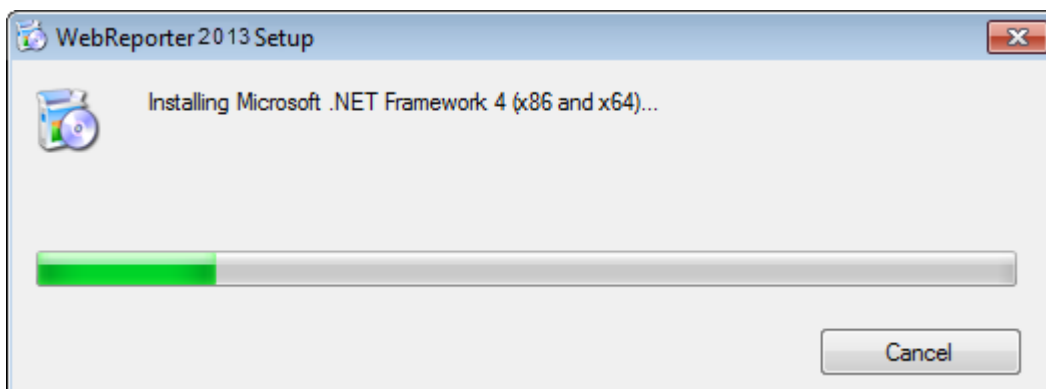 WebReporter 2013 Setup
Installing Microsoft .NET Framework 4 (x86 and x64)...
Cancel